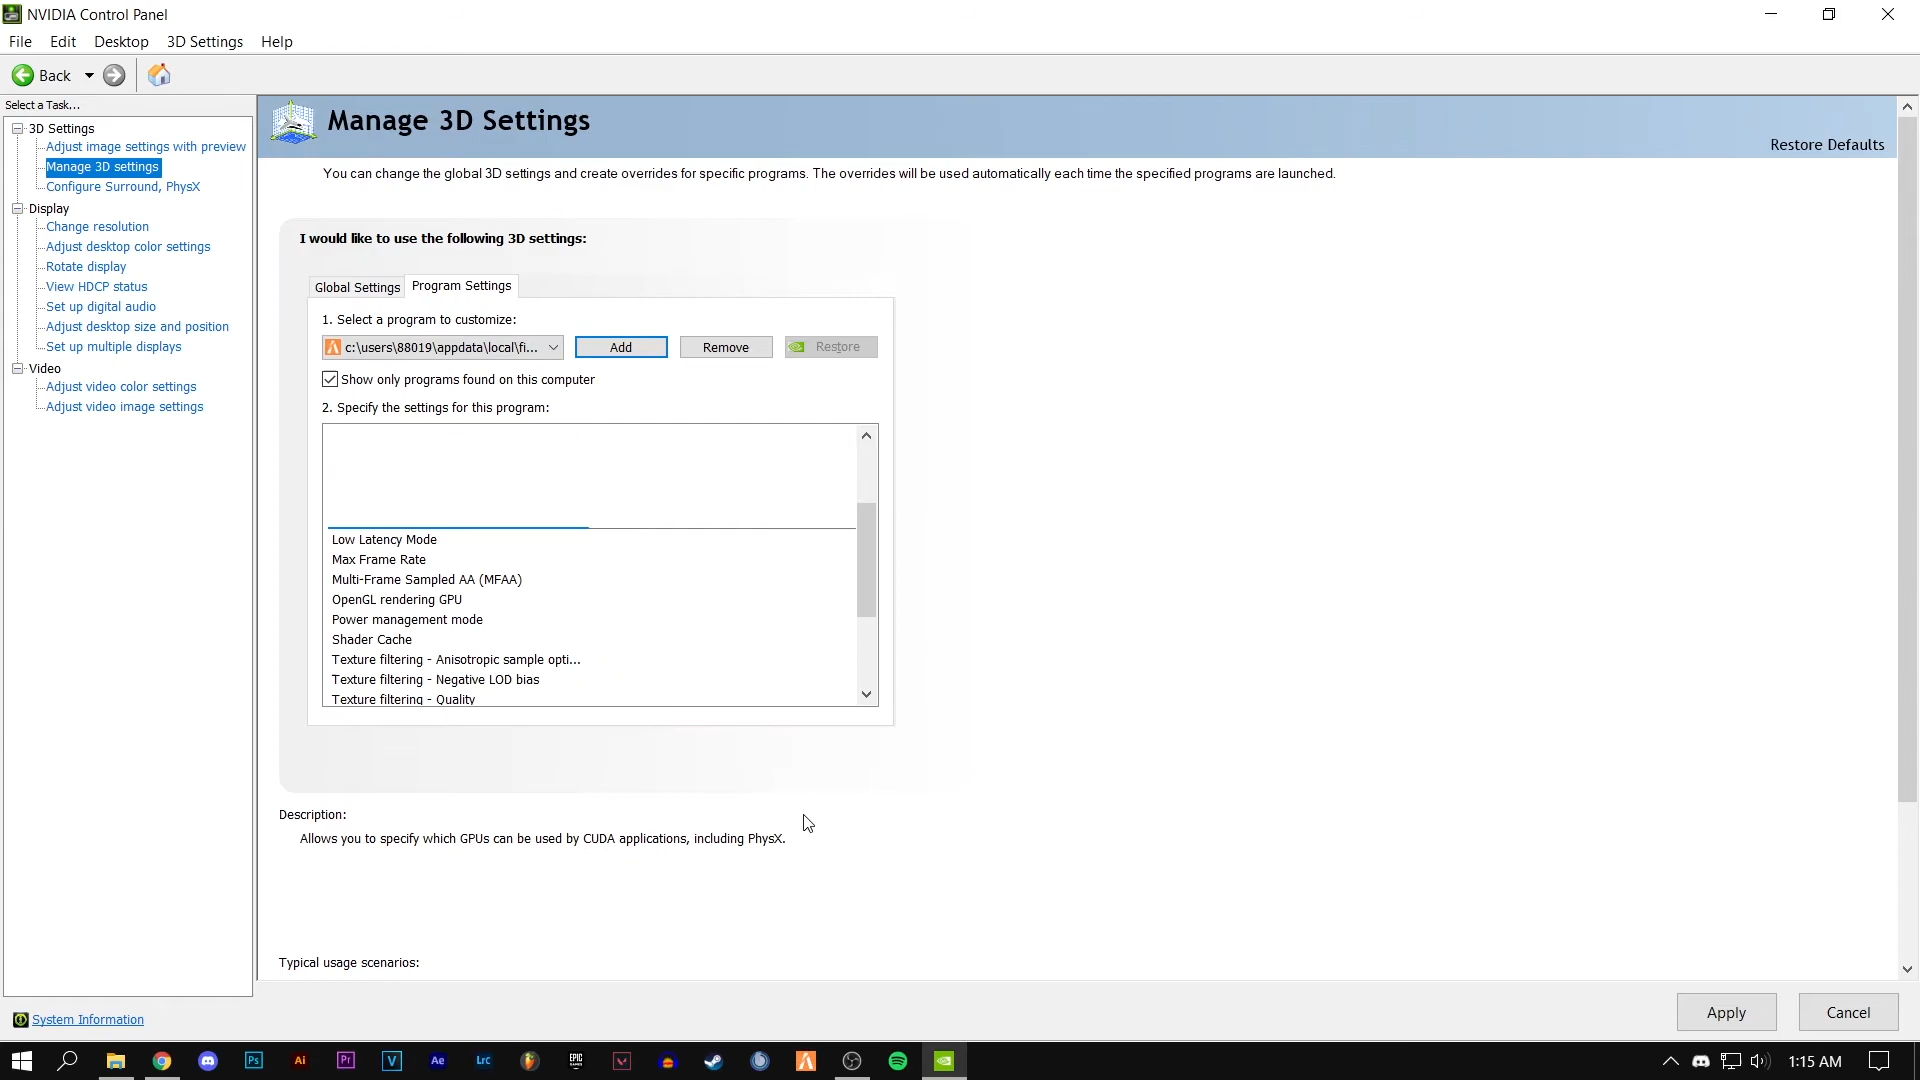 NVIDIA Control Panel
File Edit Desktop 3D Settings Help
Back
Select a Task...
3D Settings
Adjust image settings with preview
Manage 3D settings
Configure Surround, PhysX
Display
Change resolution
Adjust desktop color settings
Rotate display
View HDCP status
Set up digital audio
Adjust desktop size and position
Set up multiple displays
Video
Adjust video color settings
Adjust video image settings
System Information
Manage 3D Settings
Restore Defaults
You can change the global 3D settings and create overrides for specific programs. The overrides will be used automatically each time the specified programs are launched.
I would like to use the following 3D settings:
Global Settings Program Settings
1. Select a program to customize:
c:\users\88019\appdata\local\fi... Add Remove Restore
Show only programs found on this computer
2. Specify the settings for this program:
Low Latency Mode
Max Frame Rate
Multi-Frame Sampled AA (MFAA)
OpenGL rendering GPU
Power management mode
Shader Cache
Texture filtering - Anisotropic sample opti...
Texture filtering - Negative LOD bias
Texture filtering - Quality
Description:
Allows you to specify which GPUs can be used by CUDA applications, including PhysX.
Typical usage scenarios:
Apply Cancel
Ps Ai Pr V Ae Lrc EPIC GAMES 1:15 AM